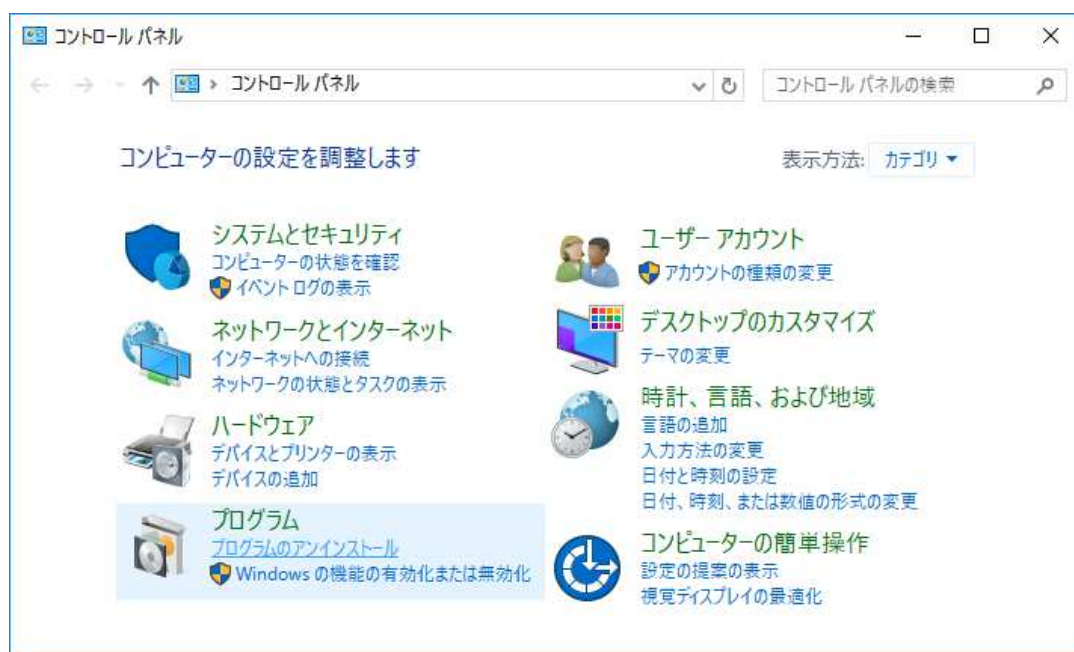 コントロール パネル
コントロール パネル
コントロール パネルの検索
コンピューターの設定を調整します
表示方法: カテゴリ
システムとセキュリティ
コンピューターの状態を確認
イベント ログの表示
ネットワークとインターネット
インターネットへの接続
ネットワークの状態とタスクの表示
ハードウェア
デバイスとプリンターの表示
デバイスの追加
プログラム
プログラムのアンインストール
Windows の機能の有効化または無効化
ユーザー アカウント
アカウントの種類の変更
デスクトップのカスタマイズ
テーマの変更
時計、言語、および地域
言語の追加
入力方法の変更
日付と時刻の設定
日付、時刻、または数値の形式の変更
コンピューターの簡単操作
設定の提案の表示
視覚ディスプレイの最適化